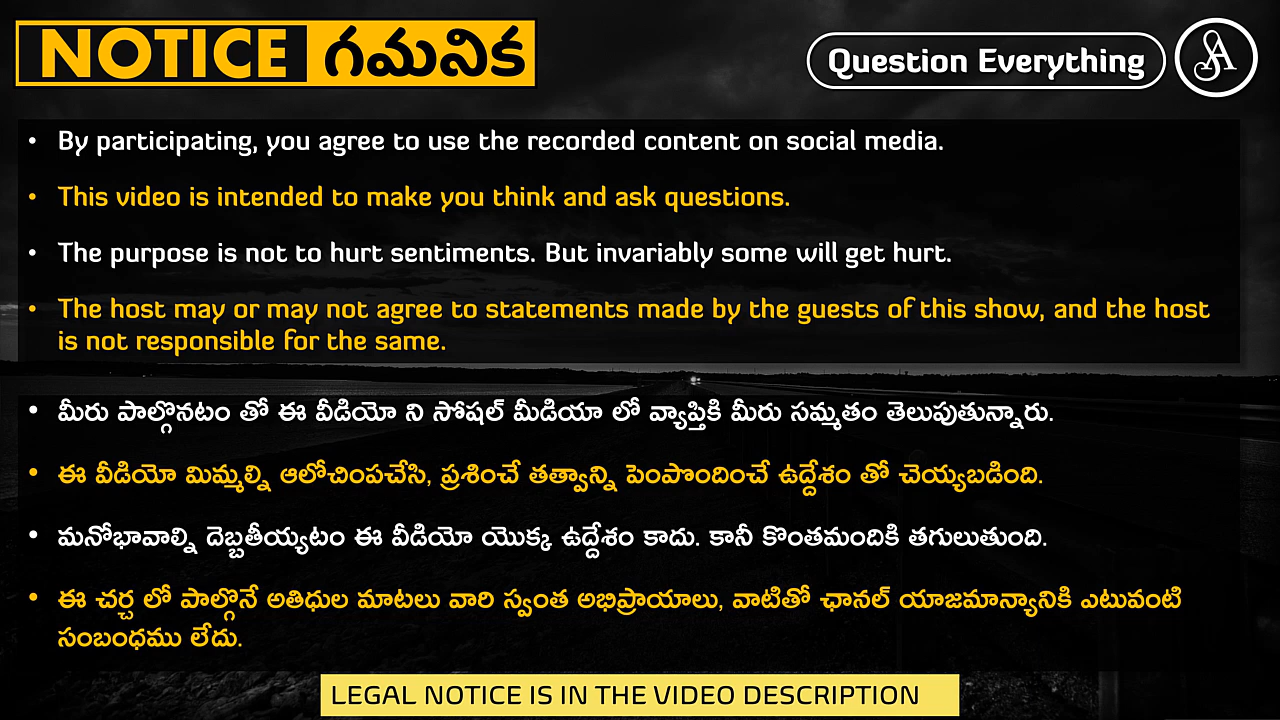 NOTICE గమనిక
Question Everything
SA
• By participating, you agree to use the recorded content on social media.
• This video is intended to make you think and ask questions.
• The purpose is not to hurt sentiments. But invariably some will get hurt.
• The host may or may not agree to statements made by the guests of this show, and the host
is not responsible for the same.
• మీరు పాల్గొనటం తో ఈ వీడియో ని సోషల్ మీడియా లో వ్యాప్తికి మీరు సమ్మతం తెలుపుతున్నారు.
• ఈ వీడియో మిమ్మల్ని ఆలోచింపచేసి, ప్రశించే తత్వాన్ని పెంపొందించే ఉద్దేశం తో చెయ్యబడింది.
• మనోభావాల్ని దెబ్బతీయ్యటం ఈ వీడియో యొక్క ఉద్దేశం కాదు. కానీ కొంతమందికి తగులుతుంది.
• ఈ చర్చ లో పాల్గొనే అతిధుల మాటలు వారి స్వంత అభిప్రాయాలు, వాటితో ఛానల్ యాజమాన్యానికి ఎటువంటి
సంబంధము లేదు.
LEGAL NOTICE IS IN THE VIDEO DESCRIPTION